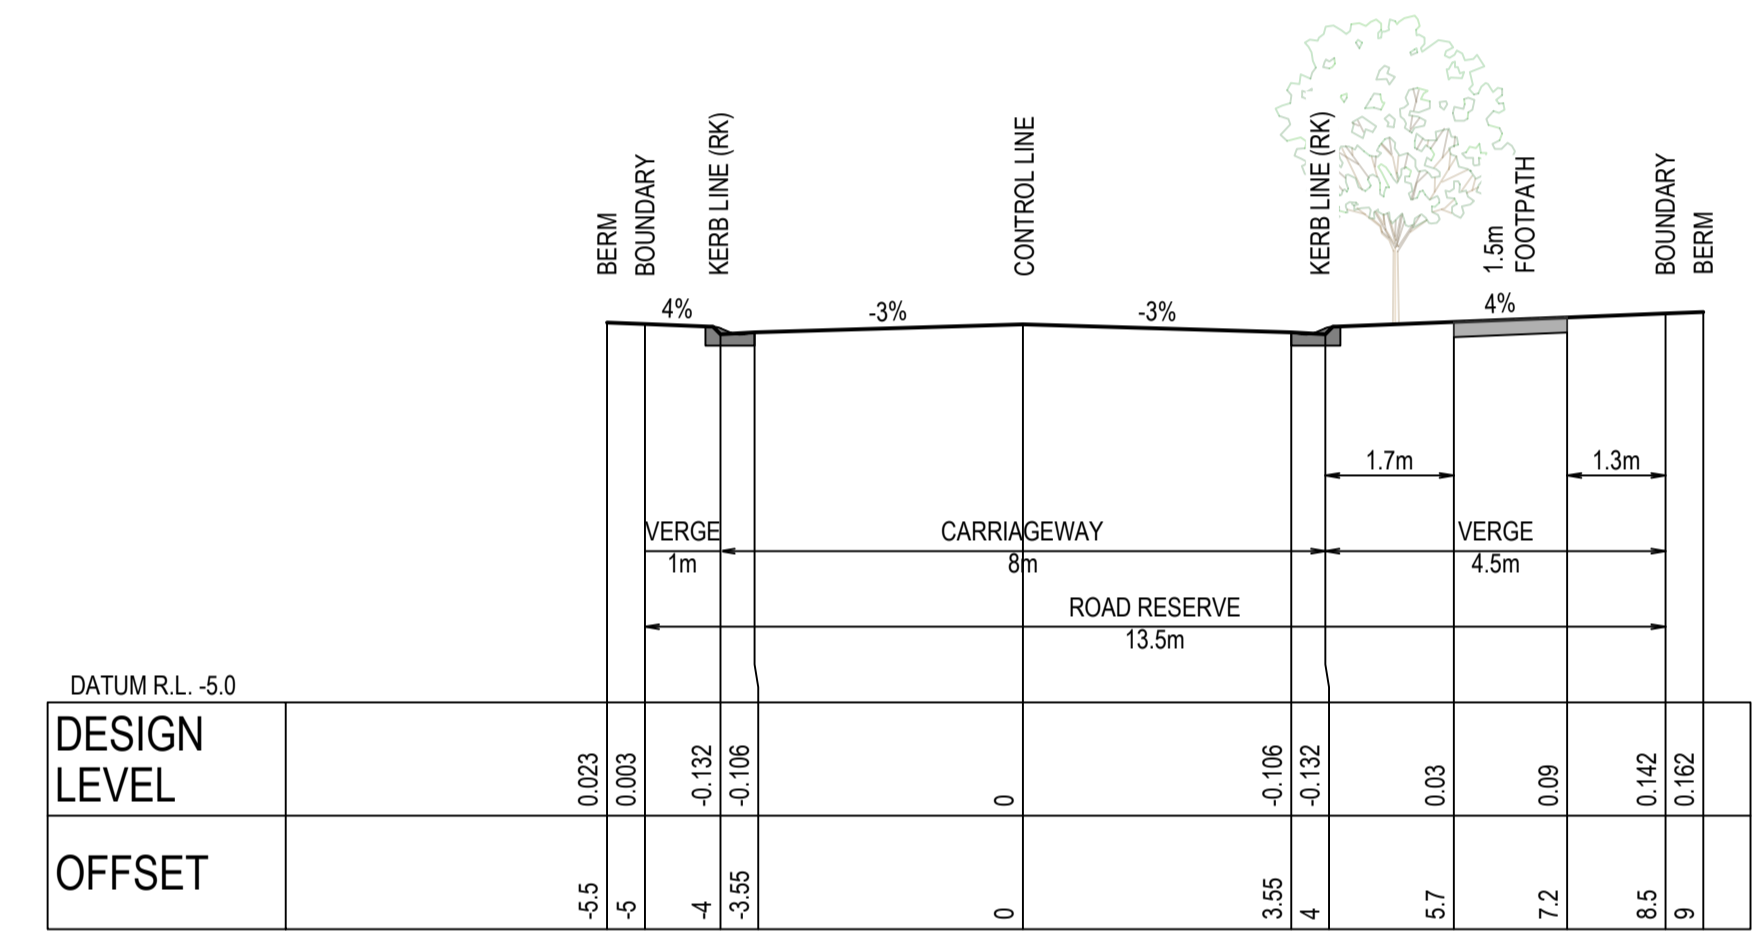 BERM
BOUNDARY
KERB LINE (RK)
CONTROL LINE
KERB LINE (RK)
1.5m
FOOTPATH
BOUNDARY
BERM
4%
-3%
-3%
4%
1.7m
1.3m
VERGE
1m
CARRIAGEWAY
8m
VERGE
4.5m
ROAD RESERVE
13.5m
DATUM R.L. -5.0
DESIGN
LEVEL
0.023
0.003
-0.132
-0.106
0
-0.106
-0.132
0.03
0.09
0.142
0.162
OFFSET
-5.5
-5
-4
-3.55
0
3.55
4
5.7
7.2
8.5
9